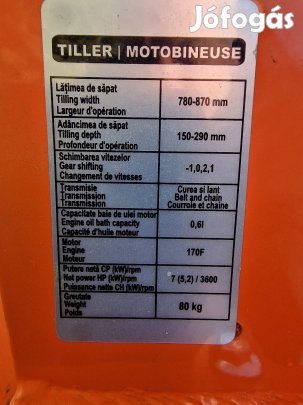 Jófogás
TILLER | MOTOBINEUSE
Lățimea de săpat
Tilling width
Largeur d'opération
780-870 mm
Adâncimea de săpat
Tilling depth
Profondeur d'opération
150-290 mm
Schimbarea vitezelor
Gear shifting
Changement de vitesses
-1,0,2,1
Transmisie
Transmission
Transmission
Curea si lant
Belt and chain
Courroie et chaine
Capacitate baie de ulei motor
Engine oil bath capacity
Capacité d'huile moteur
0,6l
Motor
Engine
Moteur
170F
Putere netă CP (kW)/rpm
Net power HP (kW)/rpm
Puissance netta CH (kW)/rpm
7 (5,2) / 3600
Greutate
Weight
Poids
80 kg